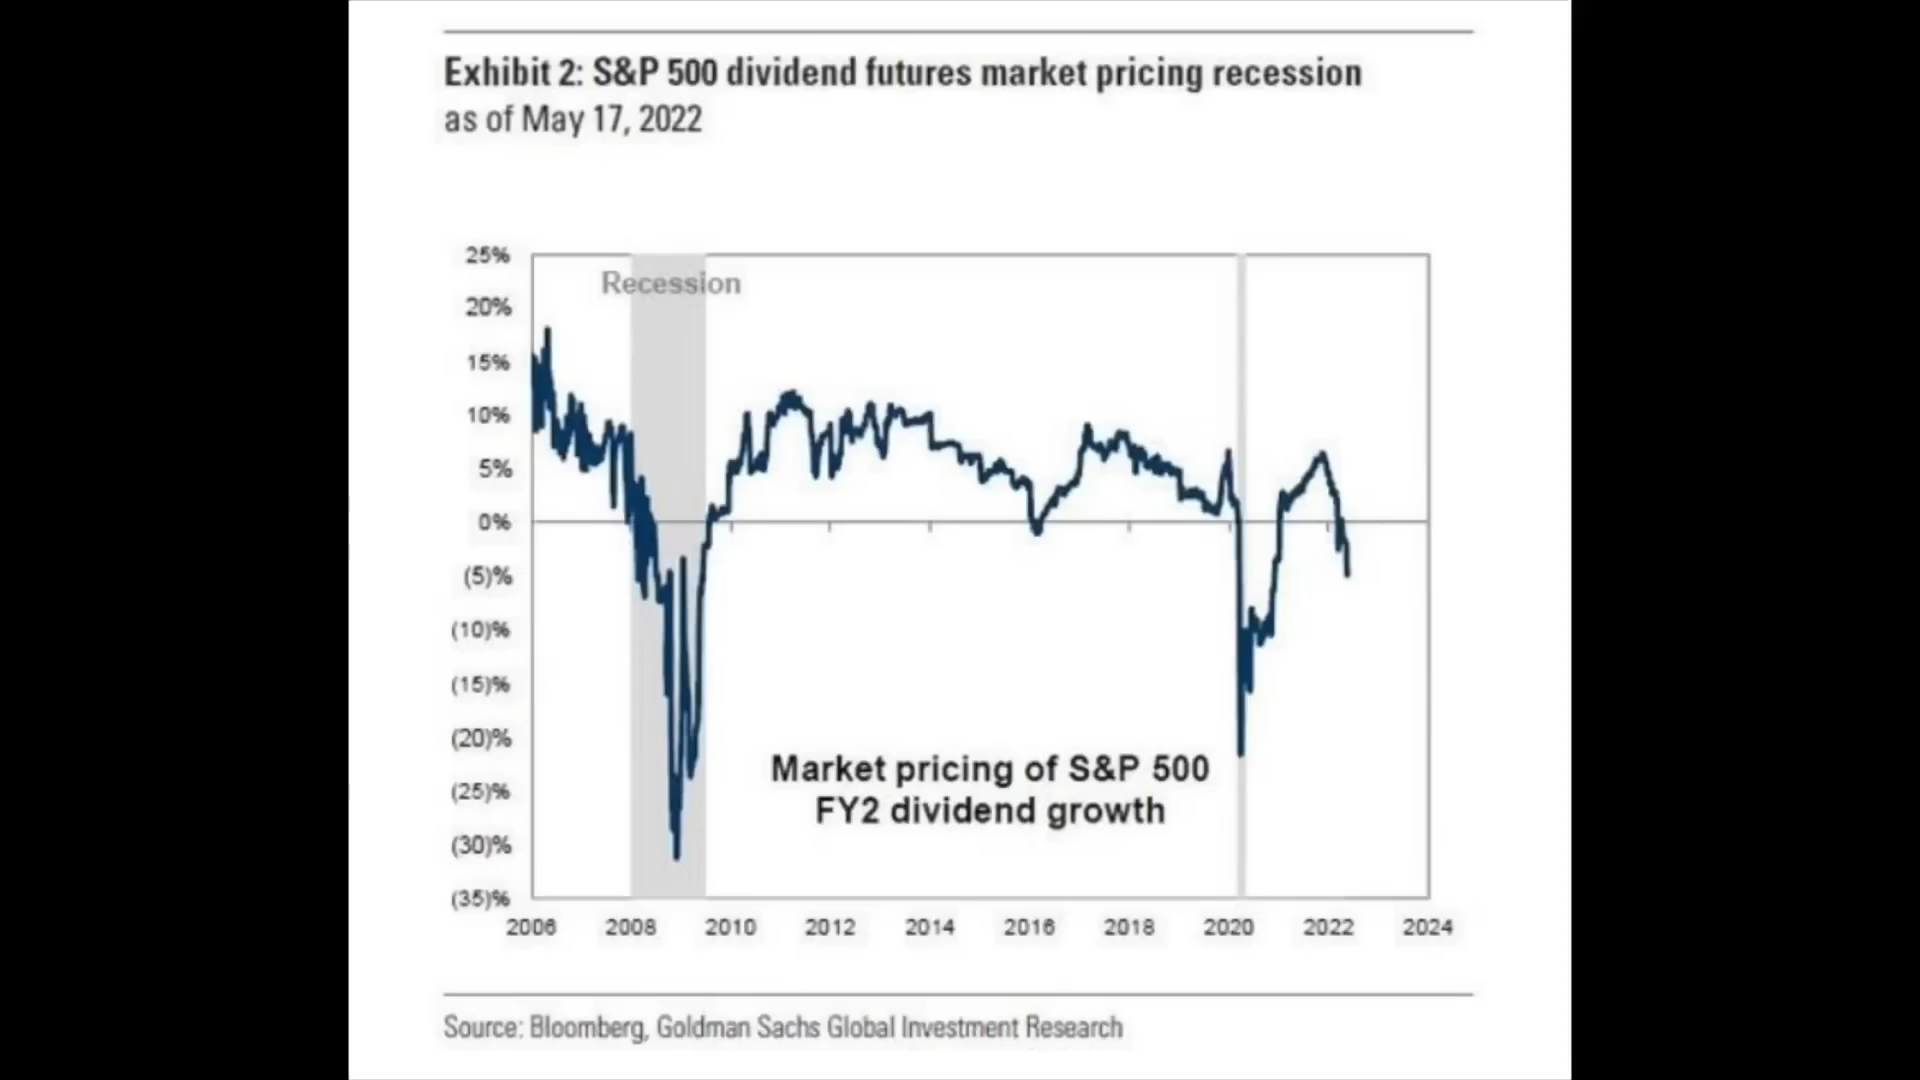 Exhibit 2: S&P 500 dividend futures market pricing recession
as of May 17, 2022
25%
Recession
20%
15%
10%
5%
0%
(5)%
(10)%
(15)%
(20)%
Market pricing of S&P 500
FY2 dividend growth
(25)%
(30)%
(35)%
2006 2008 2010 2012 2014 2016 2018 2020 2022 2024
Source: Bloomberg, Goldman Sachs Global Investment Research